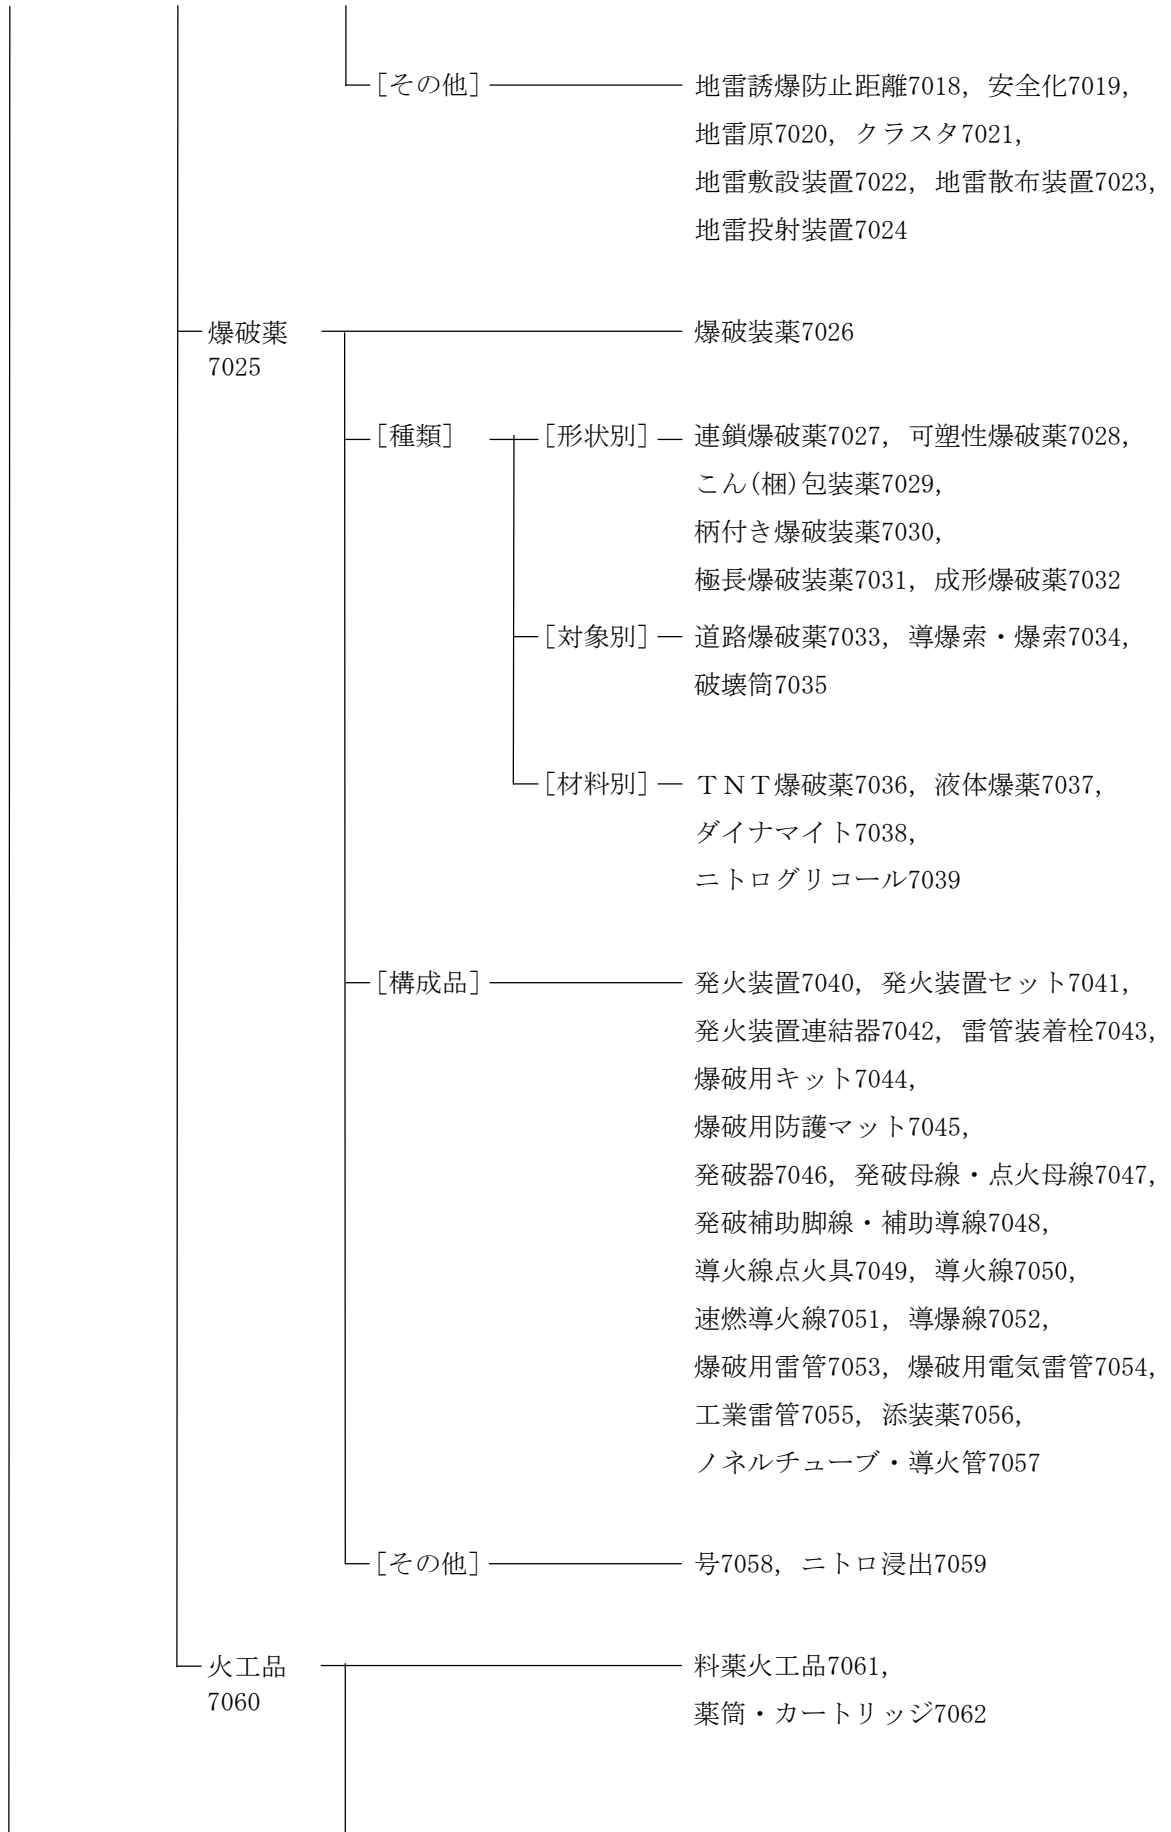 [その他] 地雷誘爆防止距離7018, 安全化7019,
地雷原7020, クラスタ7021,
地雷敷設装置7022, 地雷散布装置7023,
地雷投射装置7024
爆破薬 爆破装薬7026
7025
[種類] [形状別] 連鎖爆破薬7027, 可塑性爆破薬7028,
こん(梱)包装薬7029,
柄付き爆破装薬7030,
極長爆破装薬7031, 成形爆破薬7032
[対象別] 道路爆破薬7033, 導爆索・爆索7034,
破壊筒7035
[材料別] ＴＮＴ爆破薬7036, 液体爆薬7037,
ダイナマイト7038,
ニトログリコール7039
[構成品] 発火装置7040, 発火装置セット7041,
発火装置連結器7042, 雷管装着栓7043,
爆破用キット7044,
爆破用防護マット7045,
発破器7046, 発破母線・点火母線7047,
発破補助脚線・補助導線7048,
導火線点火具7049, 導火線7050,
速燃導火線7051, 導爆線7052,
爆破用雷管7053, 爆破用電気雷管7054,
工業雷管7055, 添装薬7056,
ノネルチューブ・導火管7057
[その他] 号7058, ニトロ浸出7059
火工品 料薬火工品7061,
7060 薬筒・カートリッジ7062